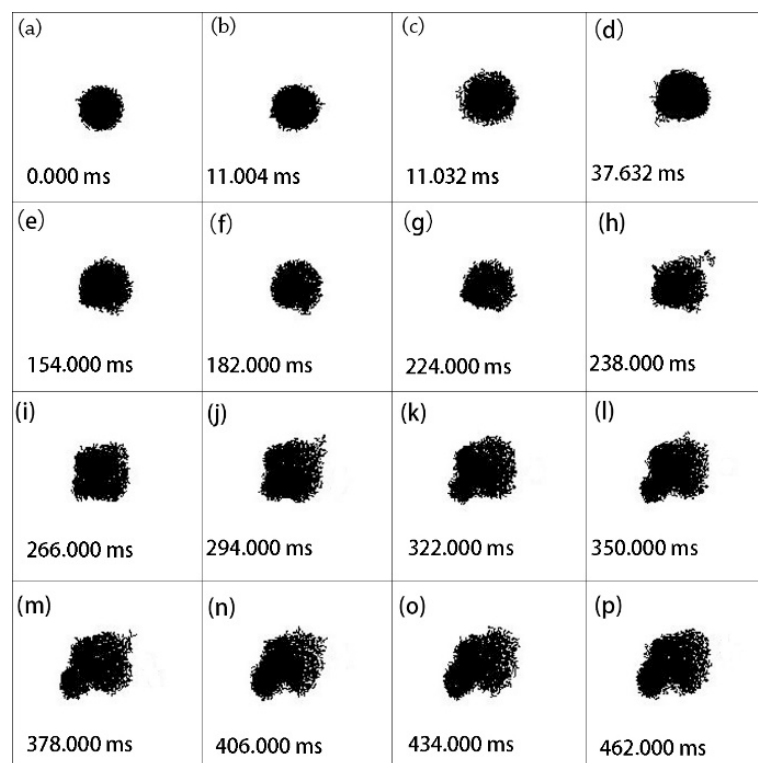 (a) (b) (c) (d)
0.000 ms 11.004 ms 11.032 ms 37.632 ms
(e) (f) (g) (h)
154.000 ms 182.000 ms 224.000 ms 238.000 ms
(i) (j) (k) (l)
266.000 ms 294.000 ms 322.000 ms 350.000 ms
(m) (n) (o) (p)
378.000 ms 406.000 ms 434.000 ms 462.000 ms